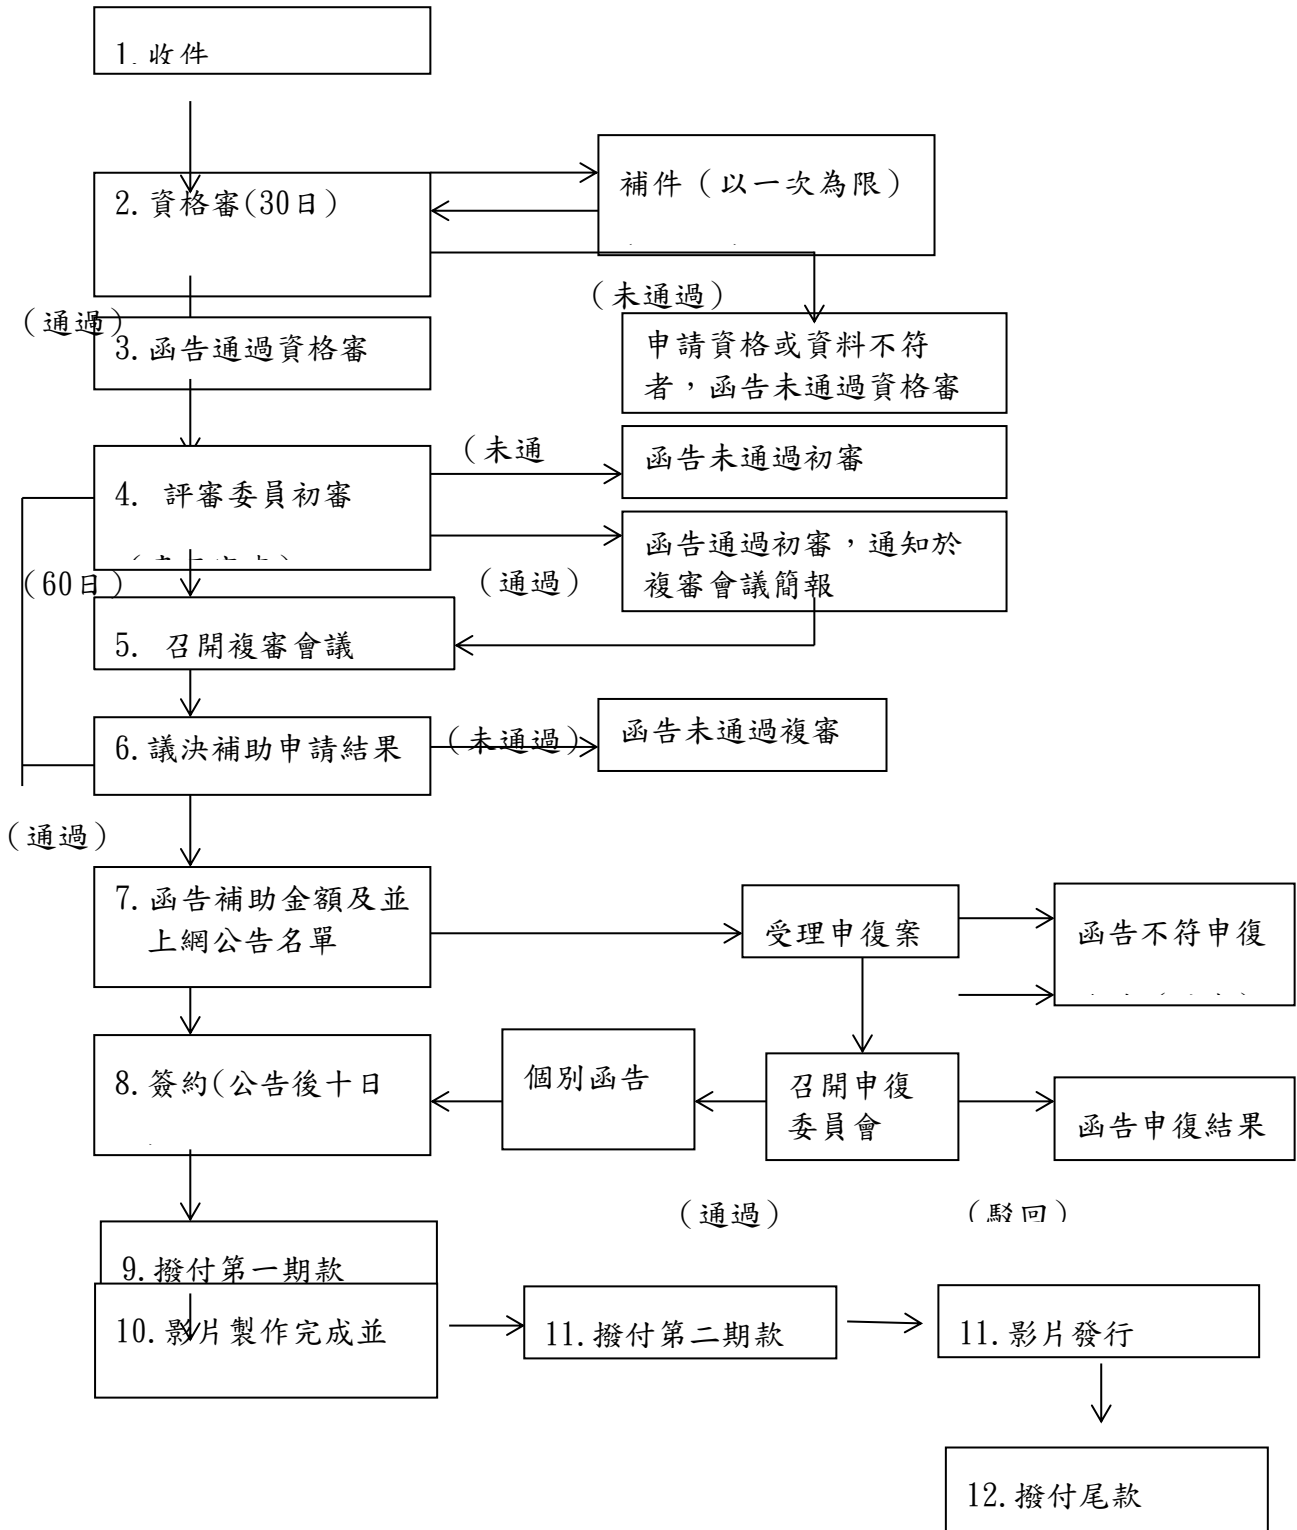 1.收件
2.資格審(30日)
補件（以一次為限）
（通過）
（未通過）
3.函告通過資格審
申請資格或資料不符
者，函告未通過資格審
4. 評審委員初審
（未通
函告未通過初審
函告通過初審，通知於
複審會議簡報
（60日）
（通過）
5. 召開複審會議
6.議決補助申請結果
（未通過）
函告未通過複審
（通過）
7.函告補助金額及並
上網公告名單
受理申復案
函告不符申復
8.簽約(公告後十日
個別函告
召開申復
委員會
函告申復結果
（通過）
（駁回）
9.撥付第一期款
10.影片製作完成並
11.撥付第二期款
11.影片發行
12.撥付尾款